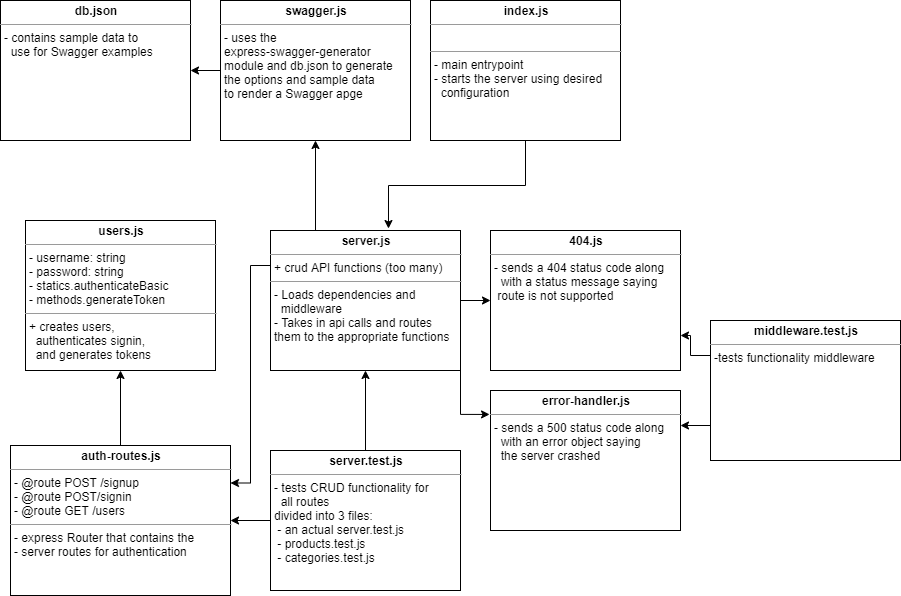 db.json
- contains sample data to
use for Swagger examples
swagger.js
- uses the
express-swagger-generator
module and db.json to generate
the options and sample data
to render a Swagger apge
index.js
- main entrypoint
- starts the server using desired
configuration
users.js
- username: string
- password: string
- statics.authenticateBasic
- methods.generateToken
+ creates users,
authenticates signin,
and generates tokens
server.js
+ crud API functions (too many)
- Loads dependencies and
middleware
- Takes in api calls and routes
them to the appropriate functions
404.js
- sends a 404 status code along
with a status message saying
route is not supported
middleware.test.js
-tests functionality middleware
error-handler.js
- sends a 500 status code along
with an error object saying
the server crashed
auth-routes.js
- @route POST /signup
- @route POST/signin
- @route GET /users
- express Router that contains the
- server routes for authentication
server.test.js
- tests CRUD functionality for
all routes
divided into 3 files:
- an actual server.test.js
- products.test.js
- categories.test.js